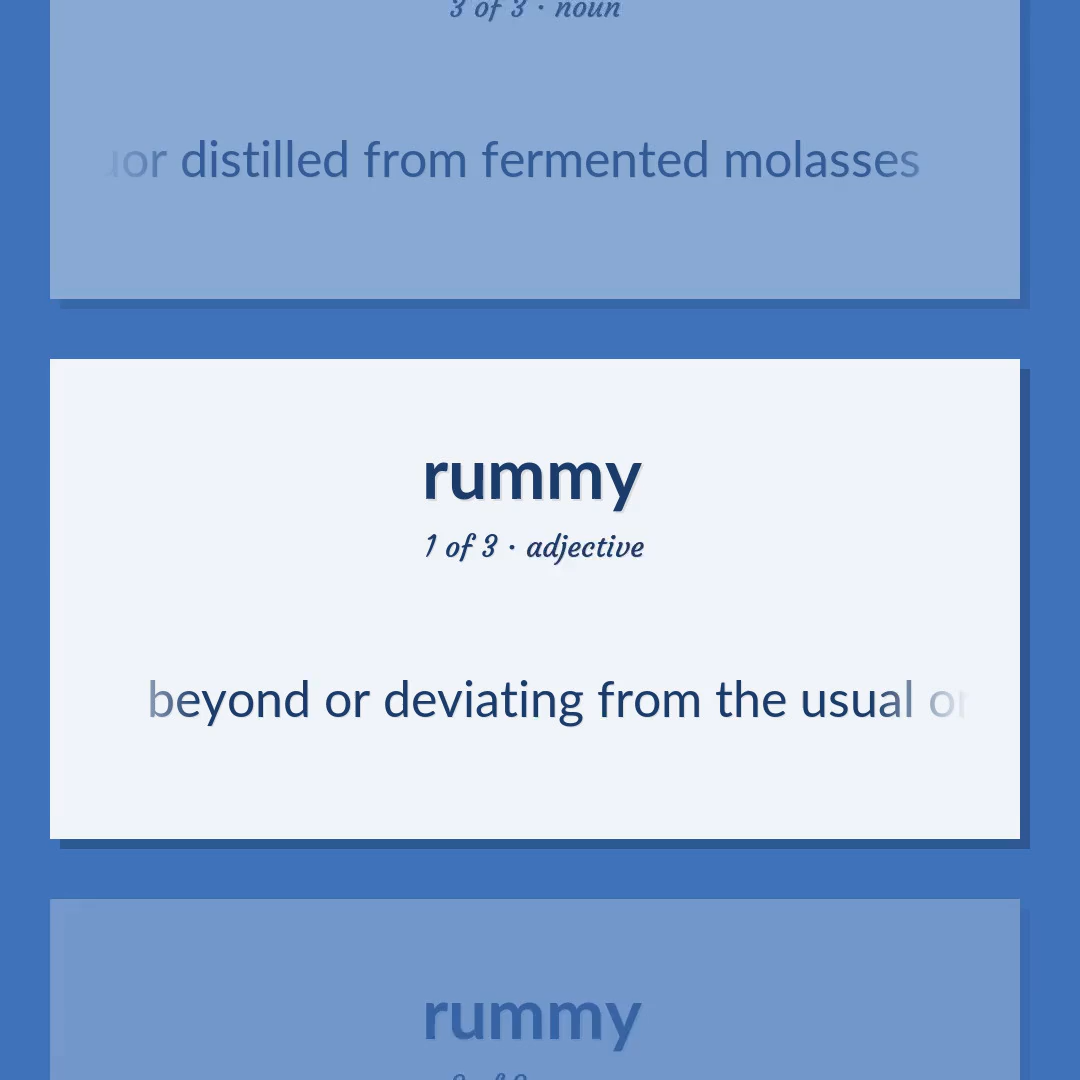 3 of 3 · noun
distilled from fermented molasses
rummy
1 of 3 · adjective
beyond or deviating from the usual or
rummy